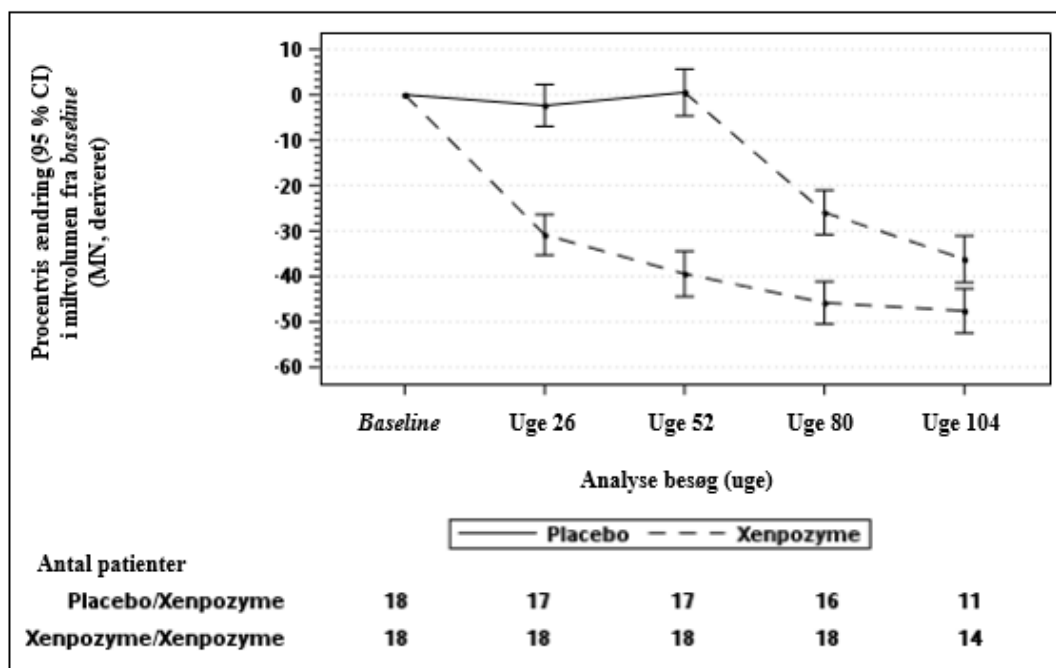 Procentvis ændring (95 % CI)
i miltvolumen fra baseline
(MN, deriveret)
10
0
-10
-20
-30
-40
-50
-60
Baseline Uge 26 Uge 52 Uge 80 Uge 104
Analyse besøg (uge)
Placebo Xenpozyme
Antal patienter
Placebo/Xenpozyme 18 17 17 16 11
Xenpozyme/Xenpozyme 18 18 18 18 14